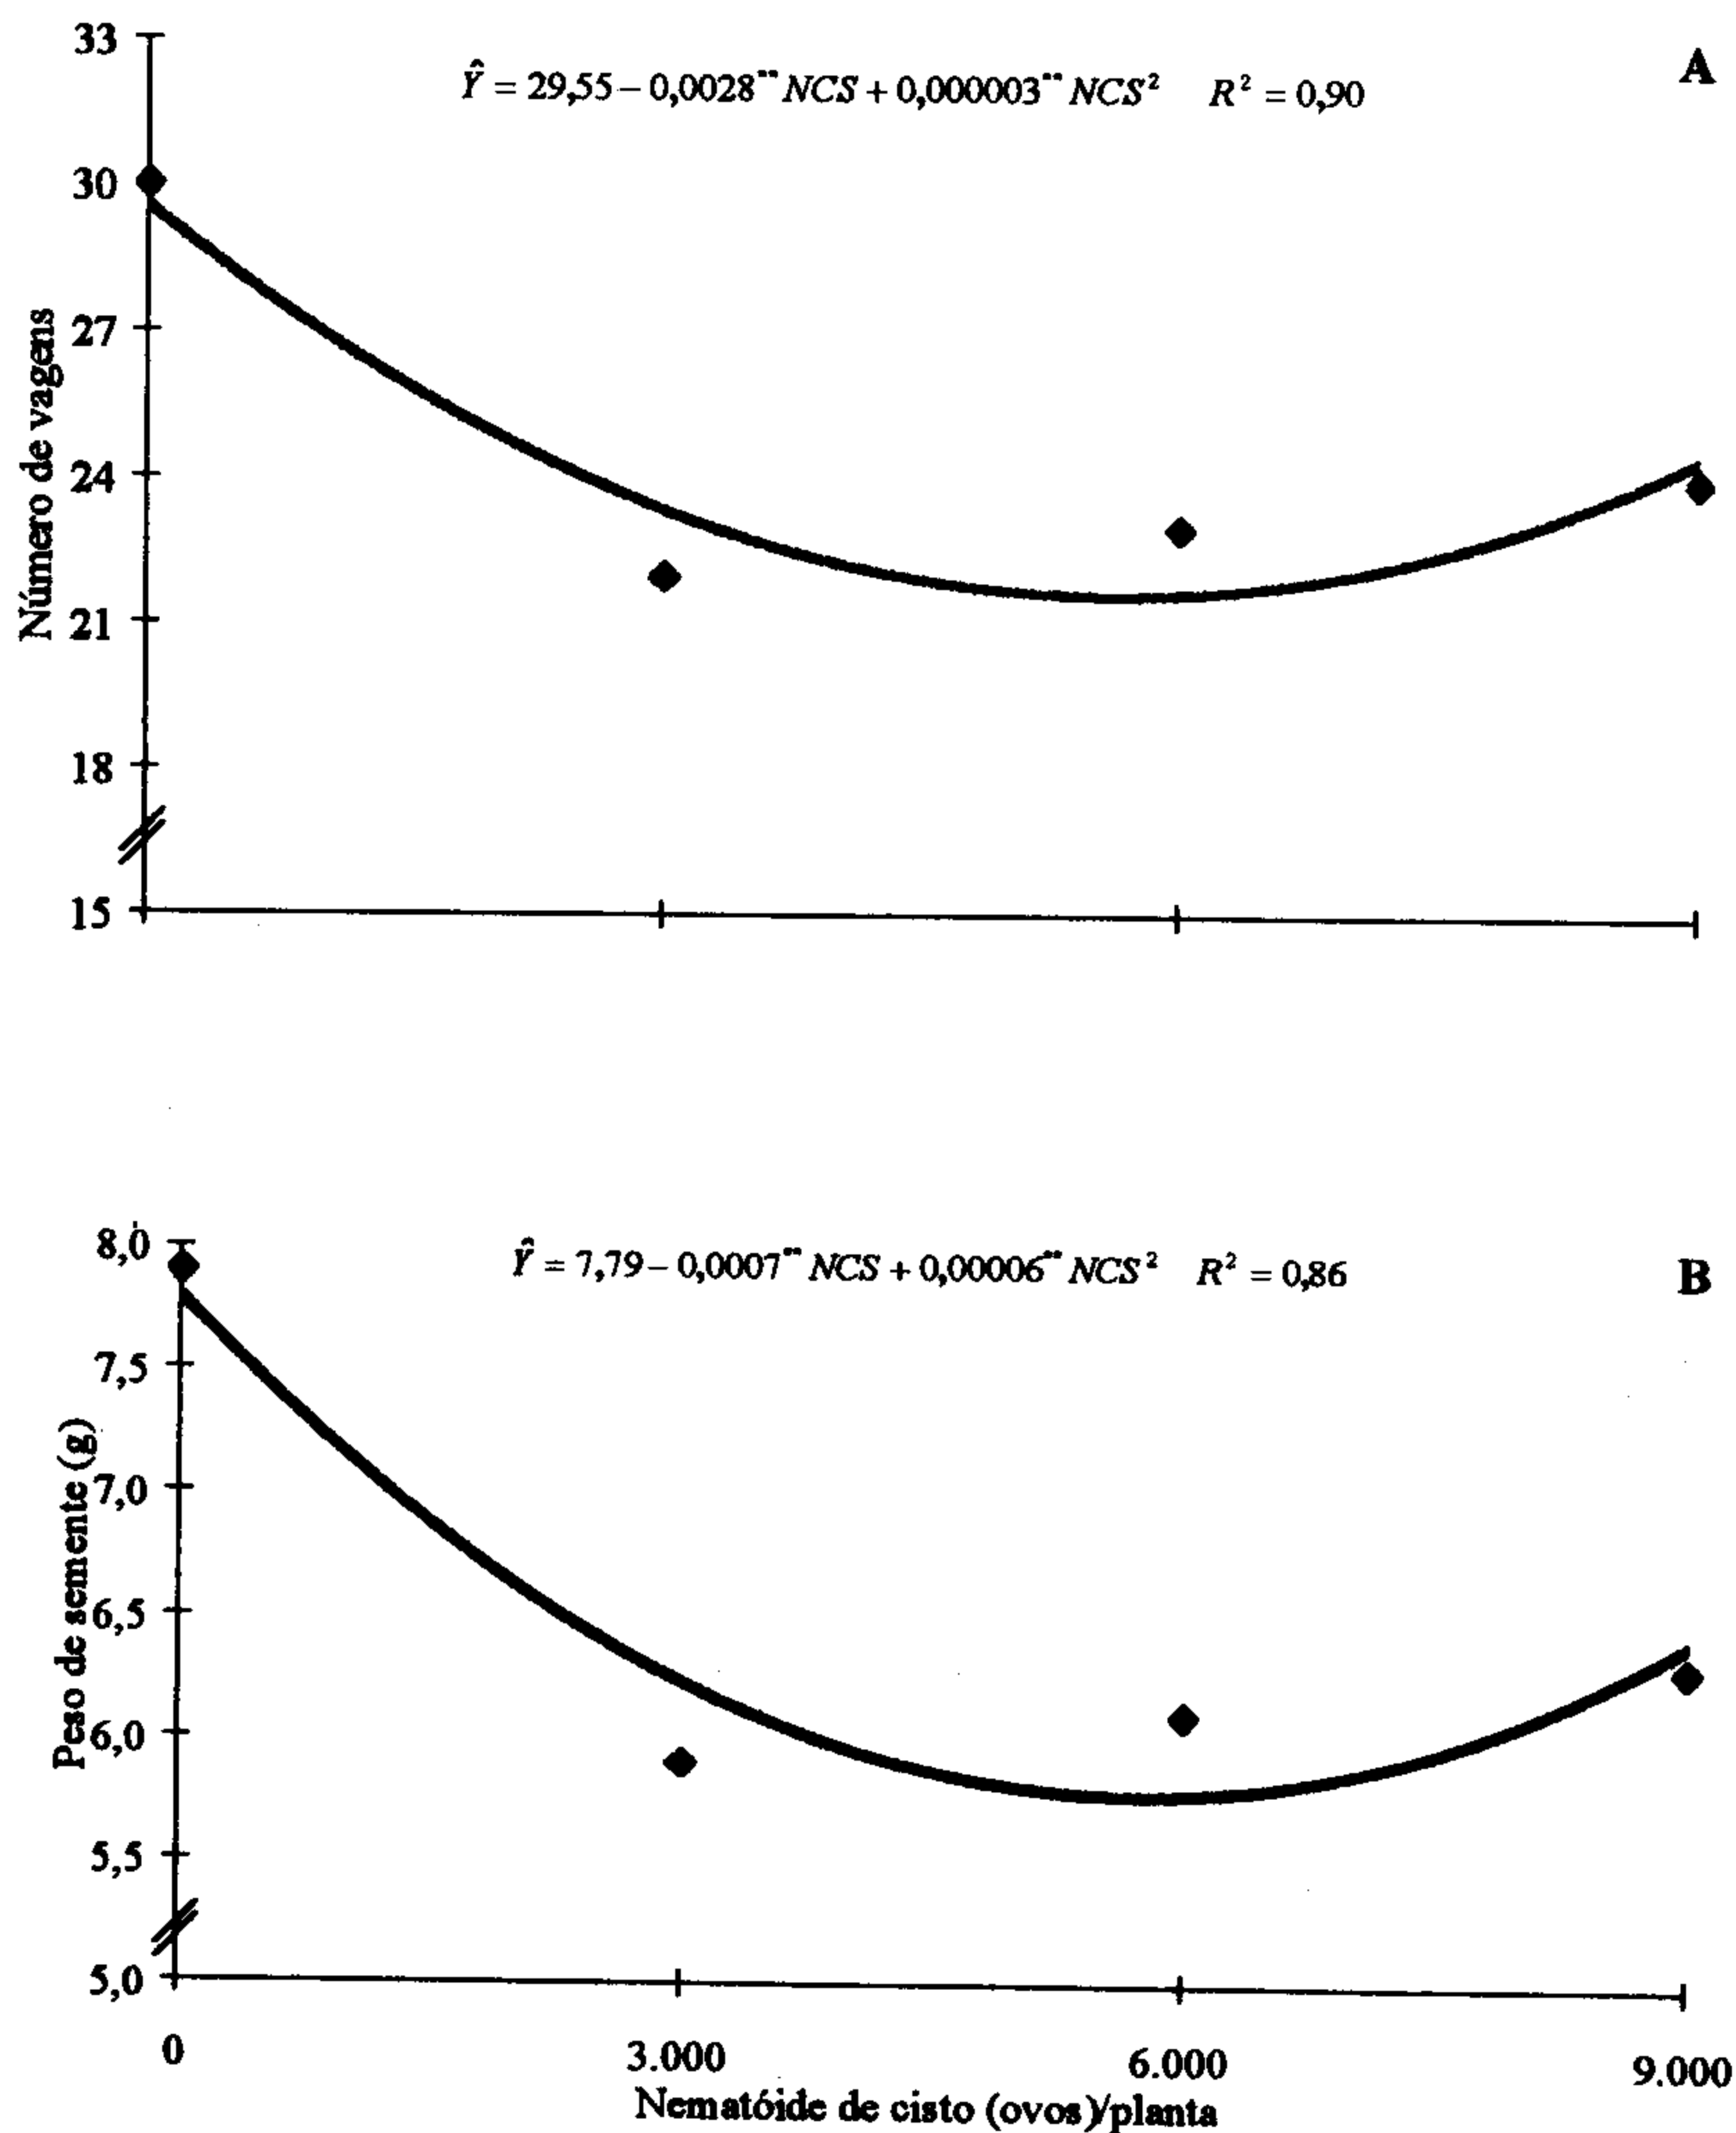 33
Ŷ = 29,55 – 0,0028** NCS + 0,000003** NCS² R² = 0,90
A
30
27
24
21
18
15
Número de vagens
8,0
Ŷ = 7,79 – 0,0007** NCS + 0,00006** NCS² R² = 0,86
B
7,5
7,0
6,5
6,0
5,5
5,0
Peso de semente (g)
0 3.000 6.000 9.000
Nematóide de cisto (ovos)/planta